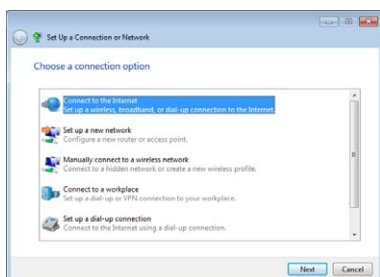 Set Up a Connection or Network
Choose a connection option
Connect to the Internet
Set up a wireless, broadband, or dial-up connection to the Internet.
Set up a new network
Configure a new router or access point.
Manually connect to a wireless network
Connect to a hidden network or create a new wireless profile.
Connect to a workplace
Set up a dial-up or VPN connection to your workplace.
Set up a dial-up connection
Connect to the Internet using a dial-up connection.
Next Cancel